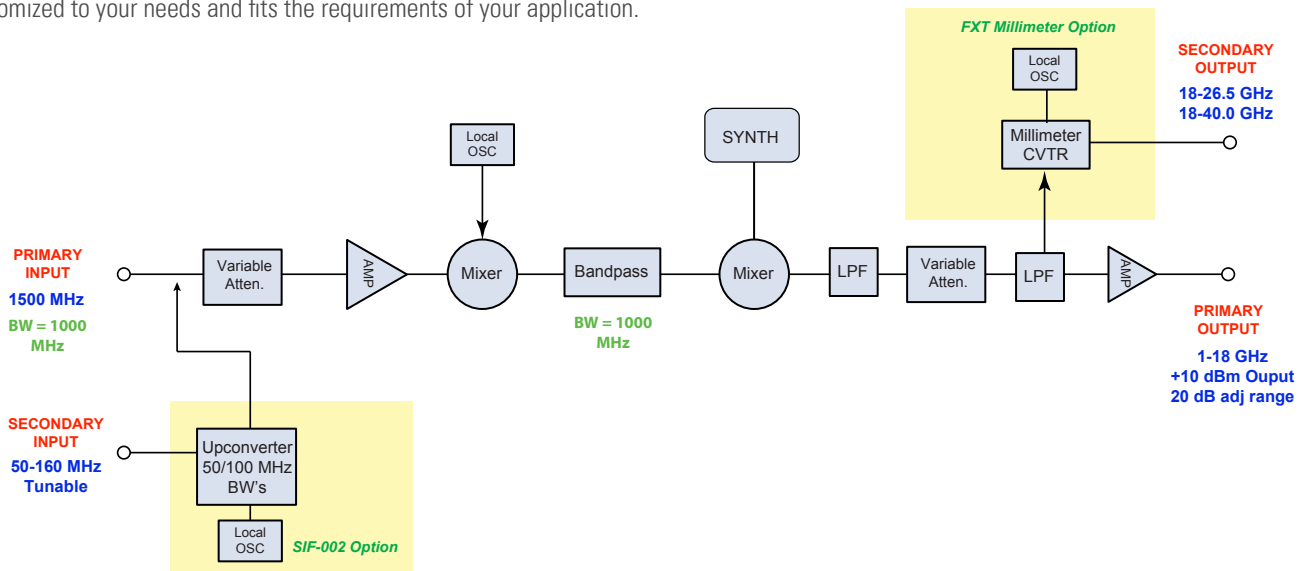 tomized to your needs and fits the requirements of your application.
FXT Millimeter Option
Local
OSC
Millimeter
CVTR
SECONDARY
OUTPUT
18-26.5 GHz
18-40.0 GHz
Local
OSC
SYNTH
PRIMARY
INPUT
1500 MHz
BW = 1000
MHz
Variable
Atten.
AMP
Mixer
Bandpass
BW = 1000
MHz
Mixer
LPF
Variable
Atten.
LPF
AMP
PRIMARY
OUTPUT
1-18 GHz
+10 dBm Ouput
20 dB adj range
SECONDARY
INPUT
50-160 MHz
Tunable
Upconverter
50/100 MHz
BW's
Local
OSC
SIF-002 Option